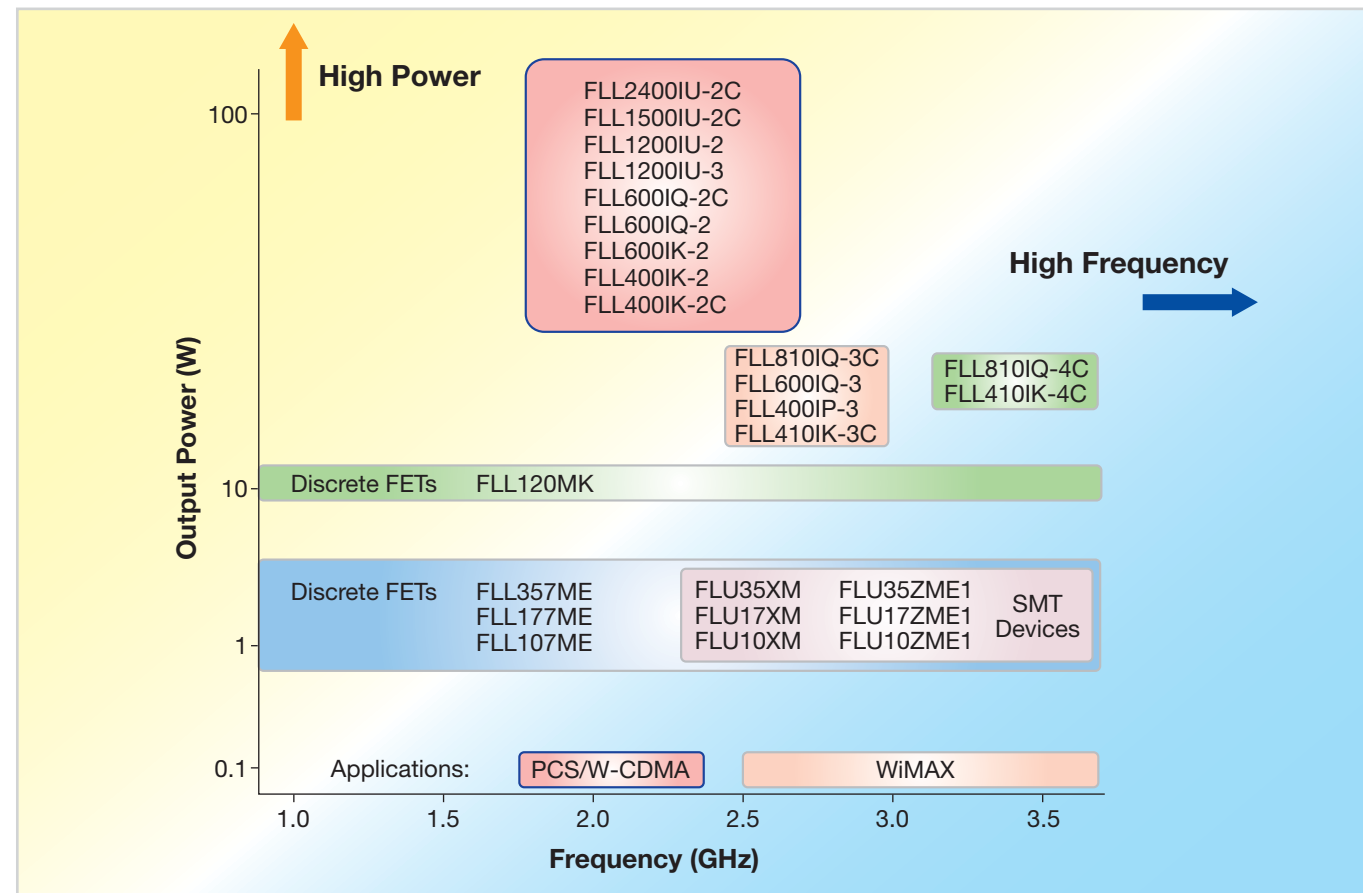 High Power
100
FLL2400IU-2C
FLL1500IU-2C
FLL1200IU-2
FLL1200IU-3
FLL600IQ-2C
FLL600IQ-2
FLL600IK-2
FLL400IK-2
FLL400IK-2C
High Frequency
Output Power (W)
FLL810IQ-3C
FLL600IQ-3
FLL400IP-3
FLL410IK-3C
FLL810IQ-4C
FLL410IK-4C
10
Discrete FETs FLL120MK
Discrete FETs
FLL357ME
FLL177ME
FLL107ME
FLU35XM
FLU17XM
FLU10XM
FLU35ZME1
FLU17ZME1
FLU10ZME1
SMT
Devices
1
0.1
Applications: PCS/W-CDMA WiMAX
1.0 1.5 2.0 2.5 3.0 3.5
Frequency (GHz)